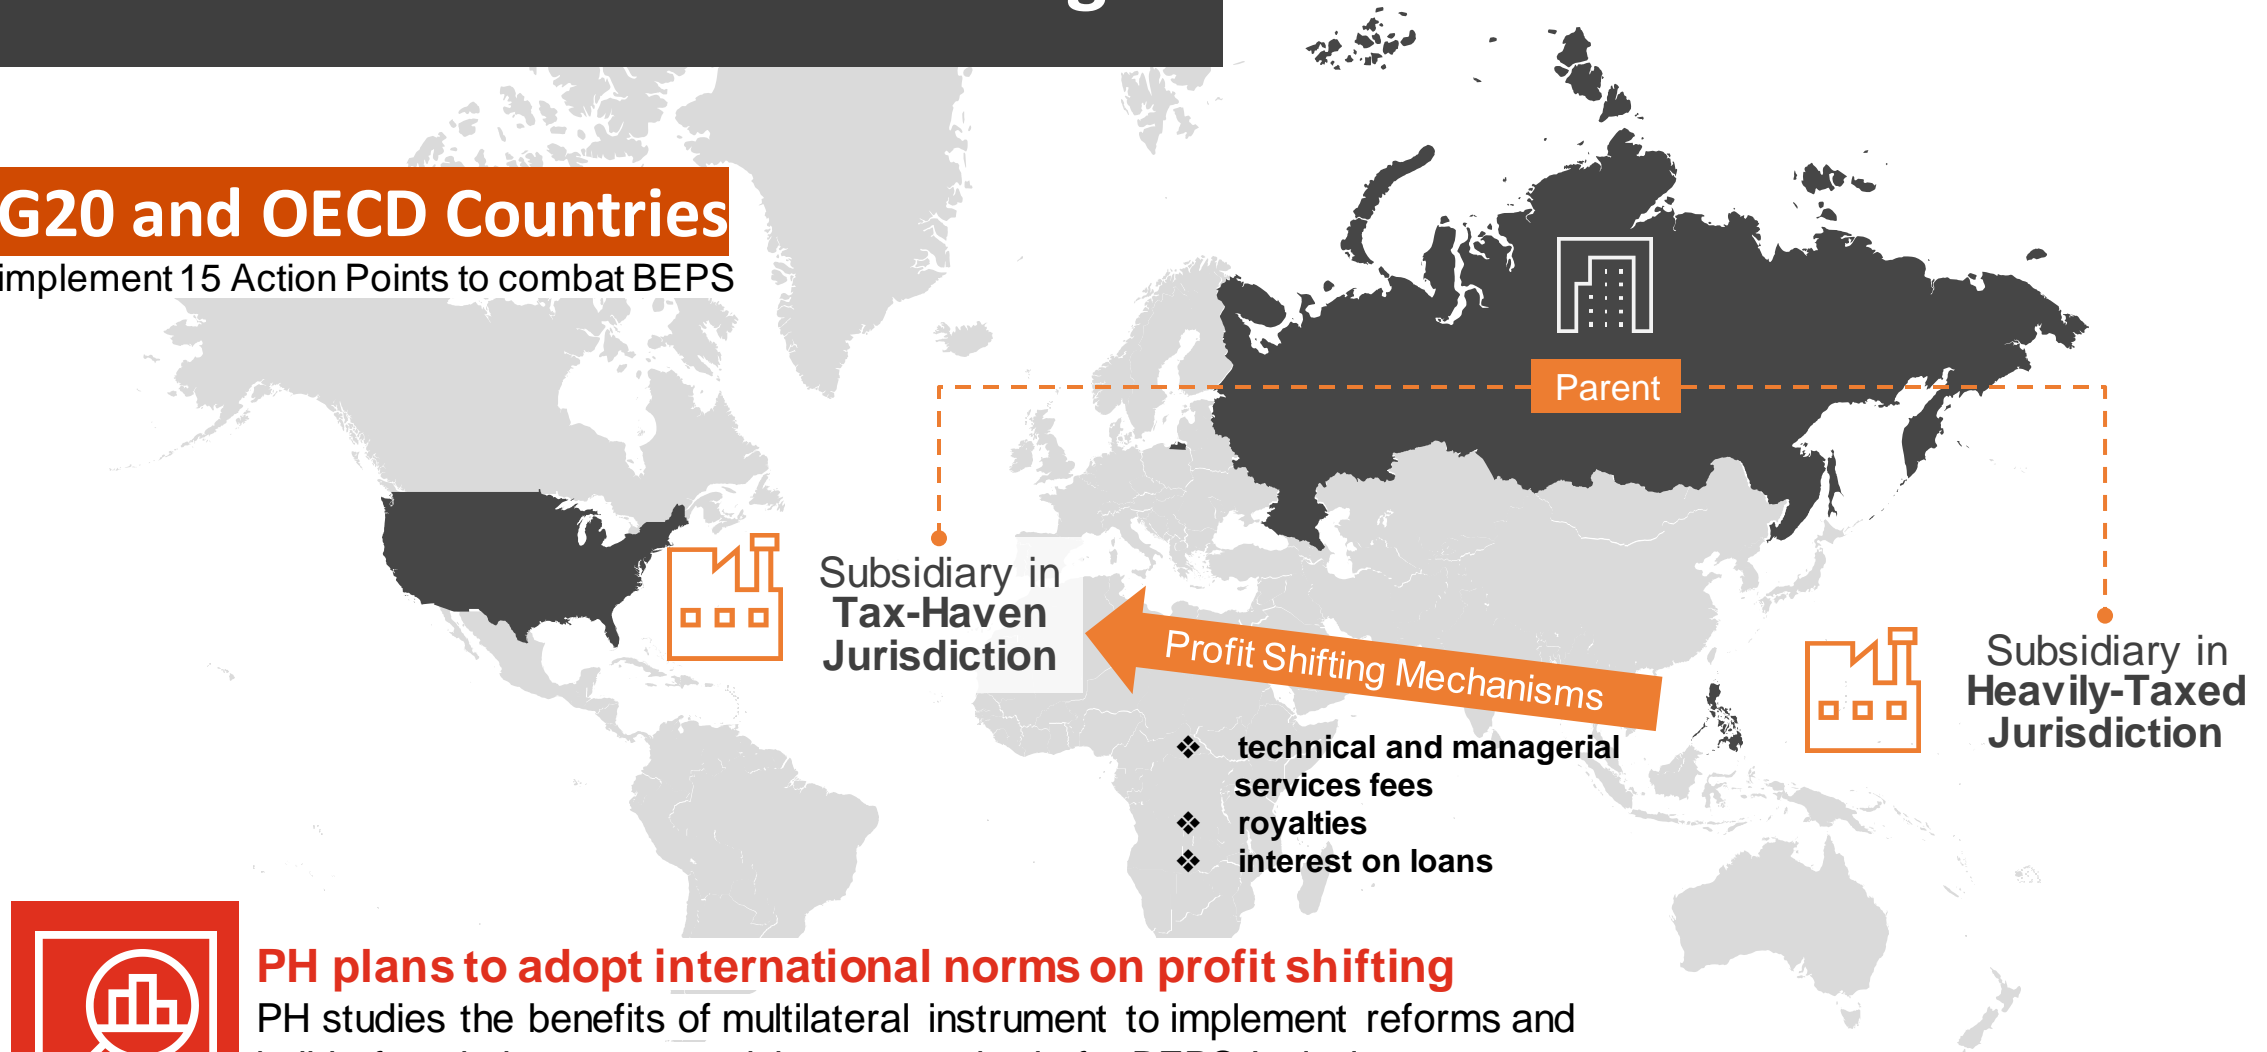 G20 and OECD Countries
implement 15 Action Points to combat BEPS
Parent
Subsidiary in
Tax-Haven
Jurisdiction
Profit Shifting Mechanisms
Subsidiary in
Heavily-Taxed
Jurisdiction
❖ technical and managerial
services fees
❖ royalties
❖ interest on loans
PH plans to adopt international norms on profit shifting
PH studies the benefits of multilateral instrument to implement reforms and